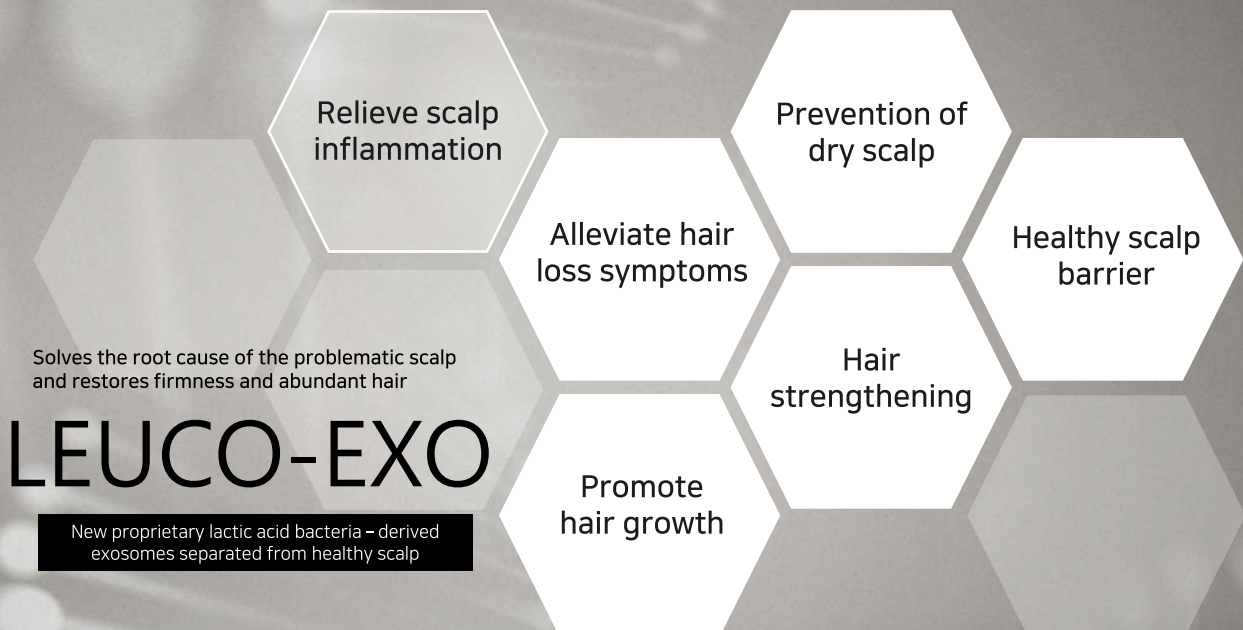 Relieve scalp
inflammation
Prevention of
dry scalp
Alleviate hair
loss symptoms
Healthy scalp
barrier
Hair
strengthening
Promote
hair growth
Solves the root cause of the problematic scalp
and restores firmness and abundant hair
LEUCO-EXO
New proprietary lactic acid bacteria – derived
exosomes separated from healthy scalp